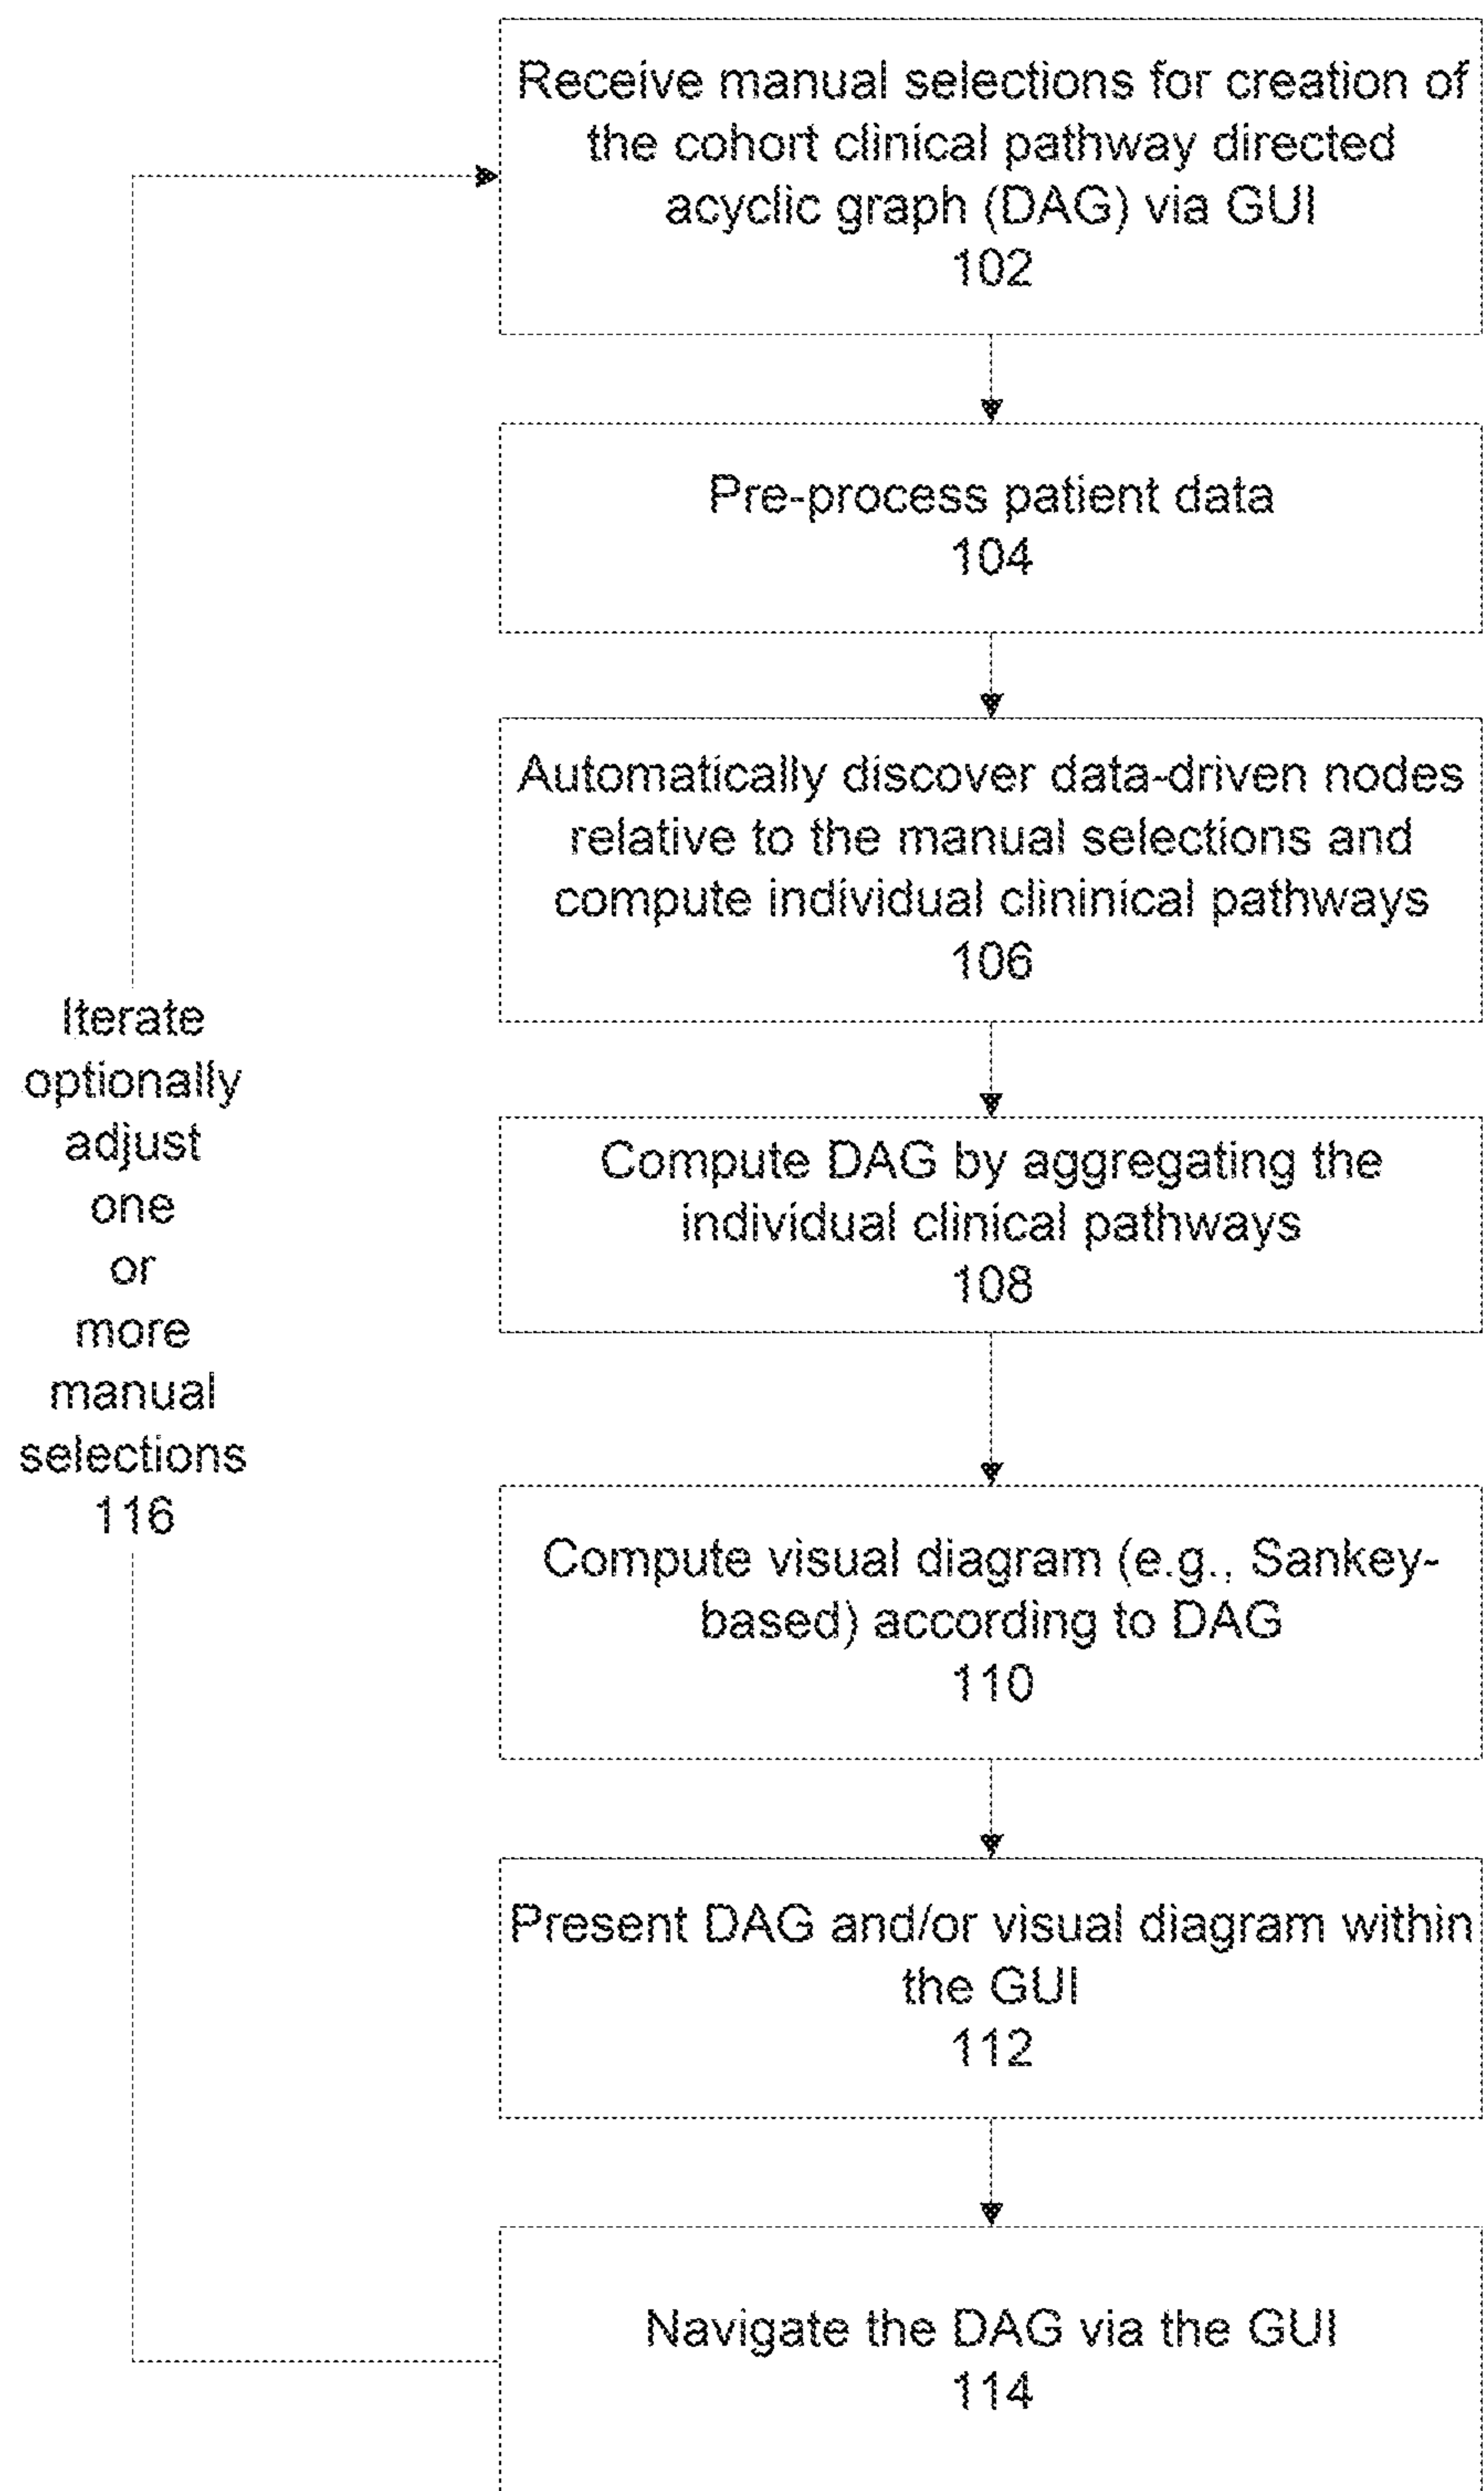 Receive manual selections for creation of
the cohort clinical pathway directed
acyclic graph (DAG) via GUI
102
Pre-process patient data
104
Automatically discover data-driven nodes
relative to the manual selections and
compute individual clininical pathways
106
Iterate
optionally
adjust
one
or
more
manual
selections
116
Compute DAG by aggregating the
individual clinical pathways
108
Compute visual diagram (e.g., Sankey-
based) according to DAG
110
Present DAG and/or visual diagram within
the GUI
112
Navigate the DAG via the GUI
114